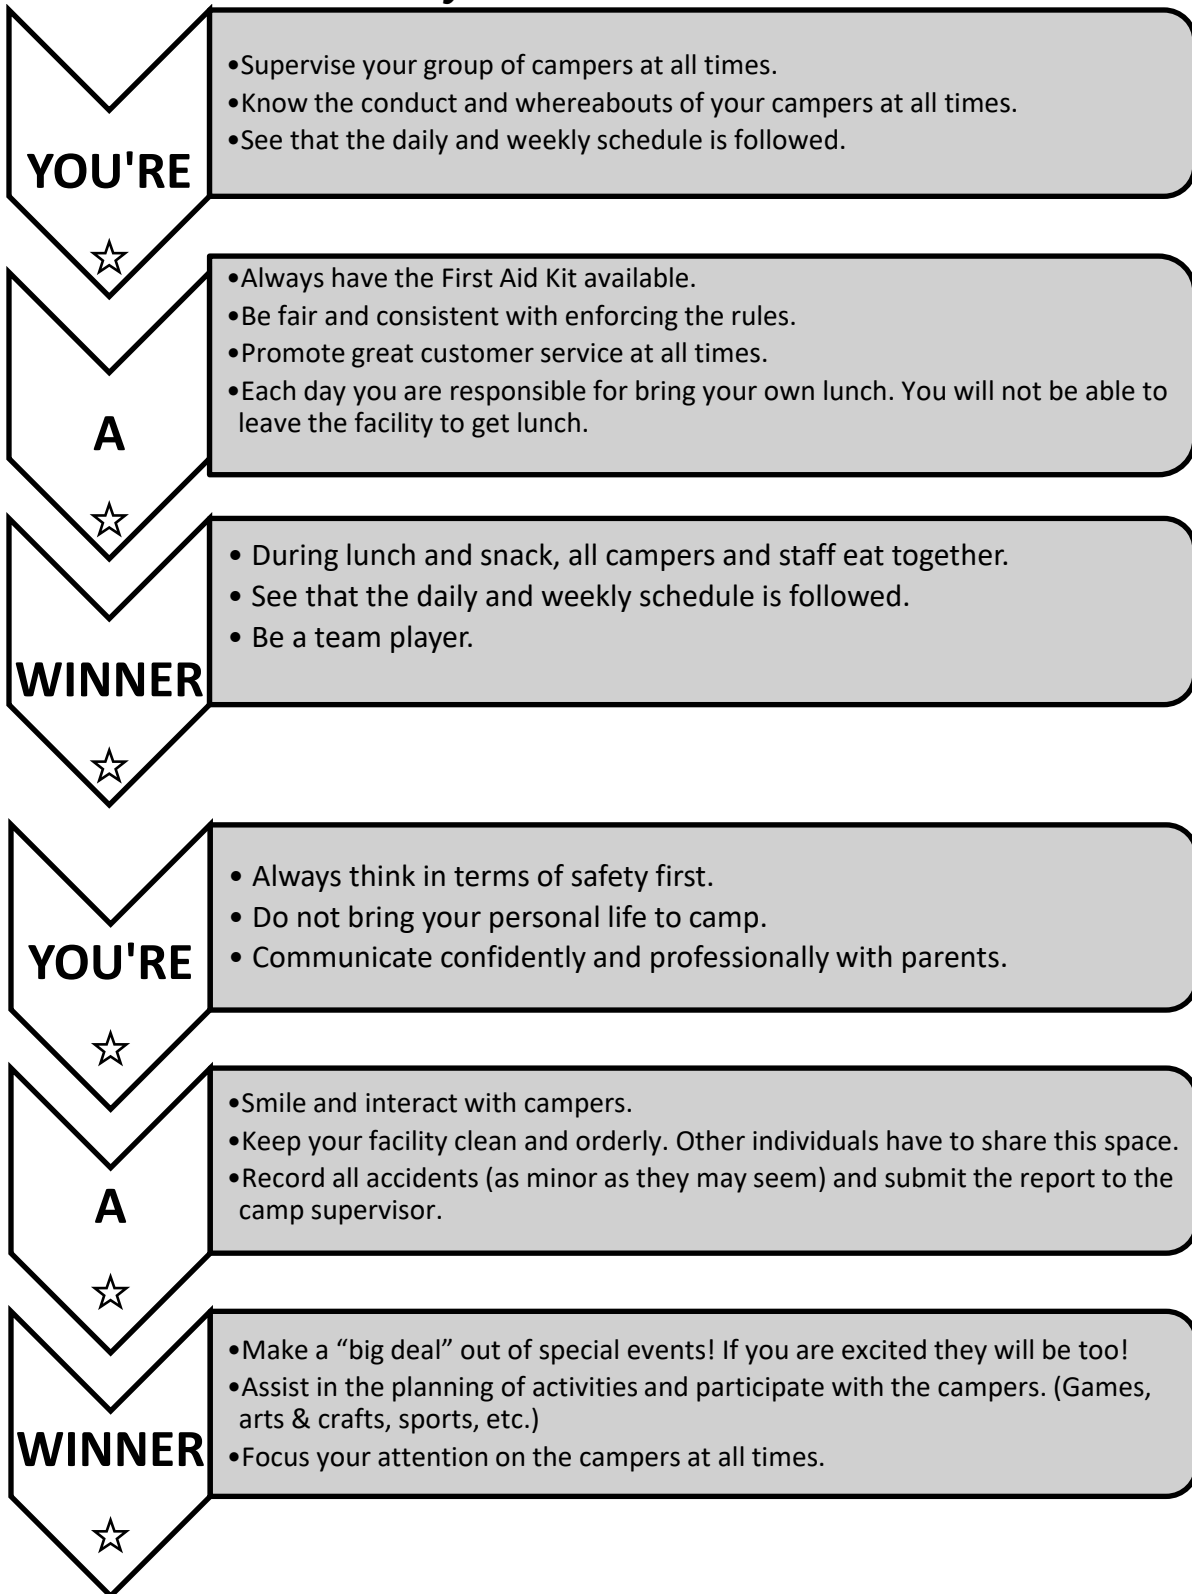 YOU'RE
☆
•Supervise your group of campers at all times.
•Know the conduct and whereabouts of your campers at all times.
•See that the daily and weekly schedule is followed.
A
☆
•Always have the First Aid Kit available.
•Be fair and consistent with enforcing the rules.
•Promote great customer service at all times.
•Each day you are responsible for bring your own lunch. You will not be able to
leave the facility to get lunch.
WINNER
☆
• During lunch and snack, all campers and staff eat together.
• See that the daily and weekly schedule is followed.
• Be a team player.
YOU'RE
☆
• Always think in terms of safety first.
• Do not bring your personal life to camp.
• Communicate confidently and professionally with parents.
A
☆
•Smile and interact with campers.
•Keep your facility clean and orderly. Other individuals have to share this space.
•Record all accidents (as minor as they may seem) and submit the report to the
camp supervisor.
WINNER
☆
•Make a “big deal” out of special events! If you are excited they will be too!
•Assist in the planning of activities and participate with the campers. (Games,
arts & crafts, sports, etc.)
•Focus your attention on the campers at all times.